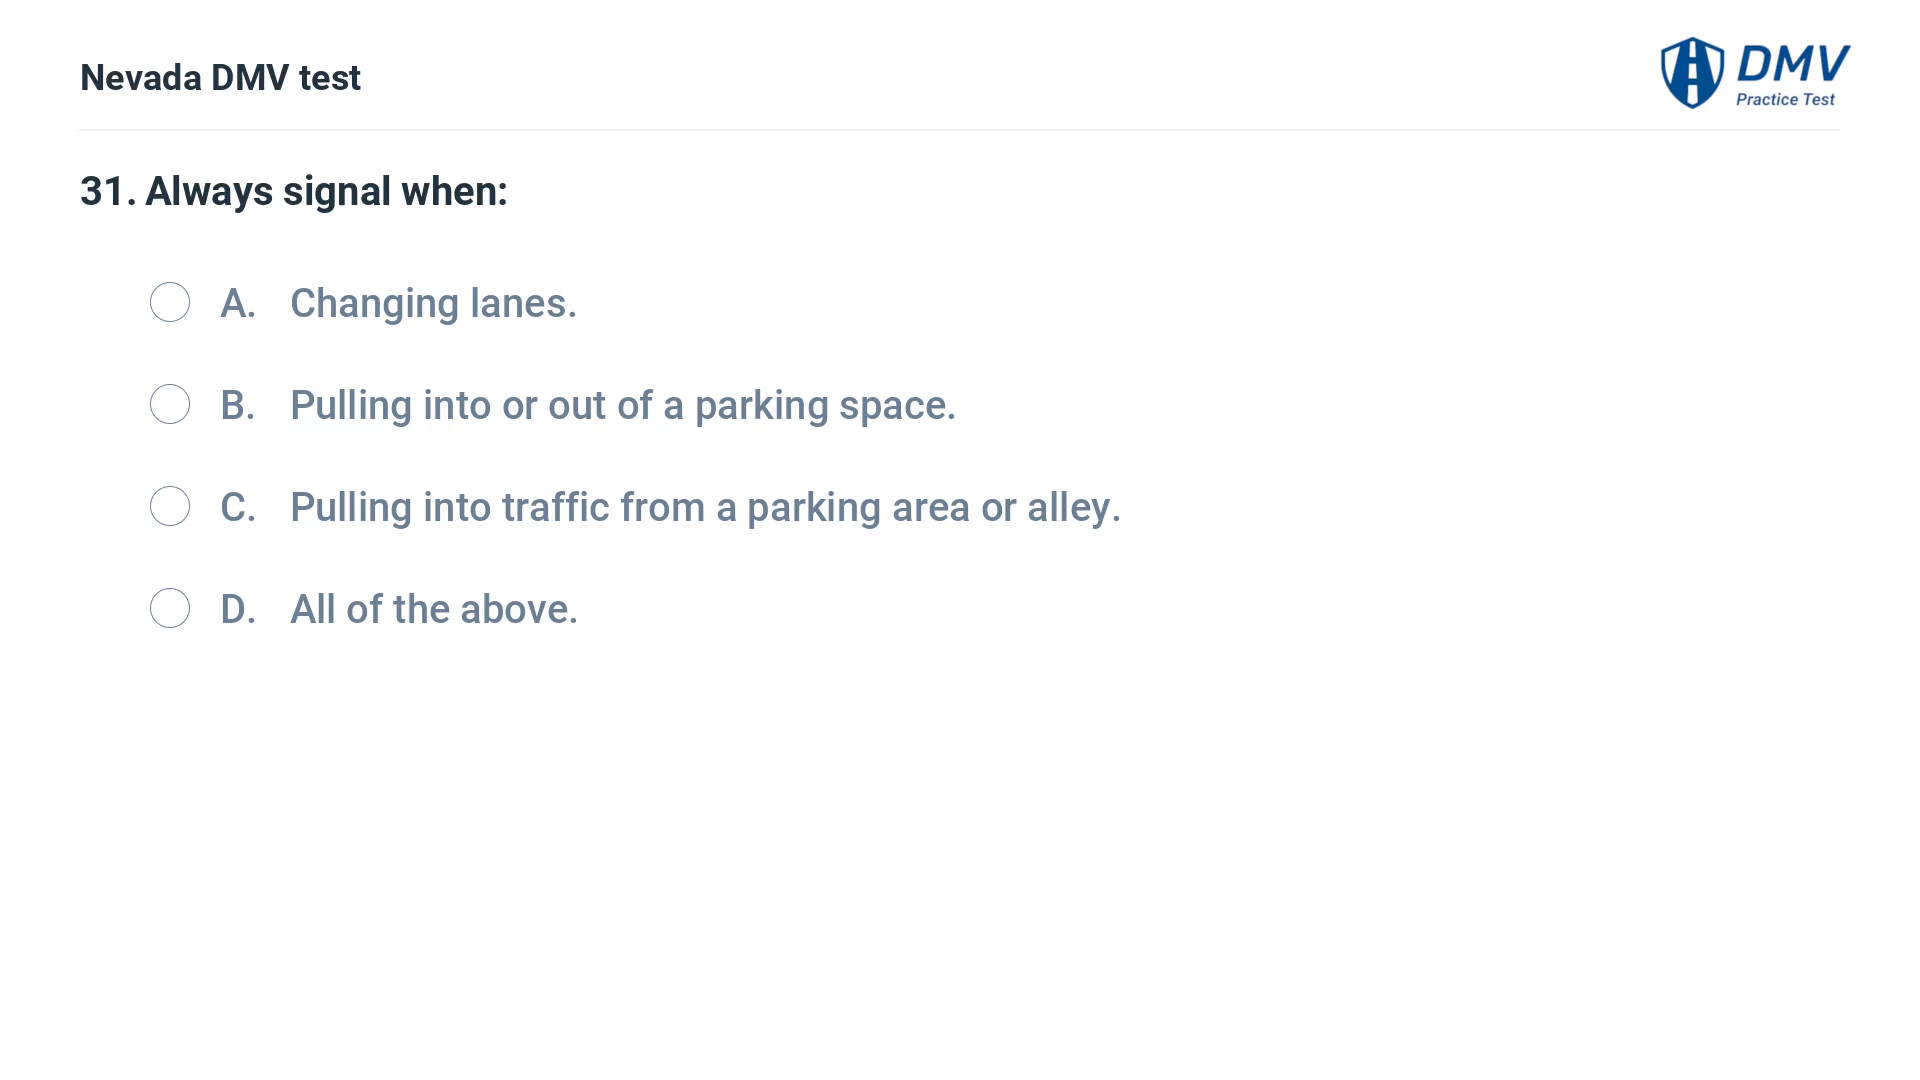 Nevada DMV test
DMV
Practice Test
31. Always signal when:
A. Changing lanes.
B. Pulling into or out of a parking space.
C. Pulling into traffic from a parking area or alley.
D. All of the above.